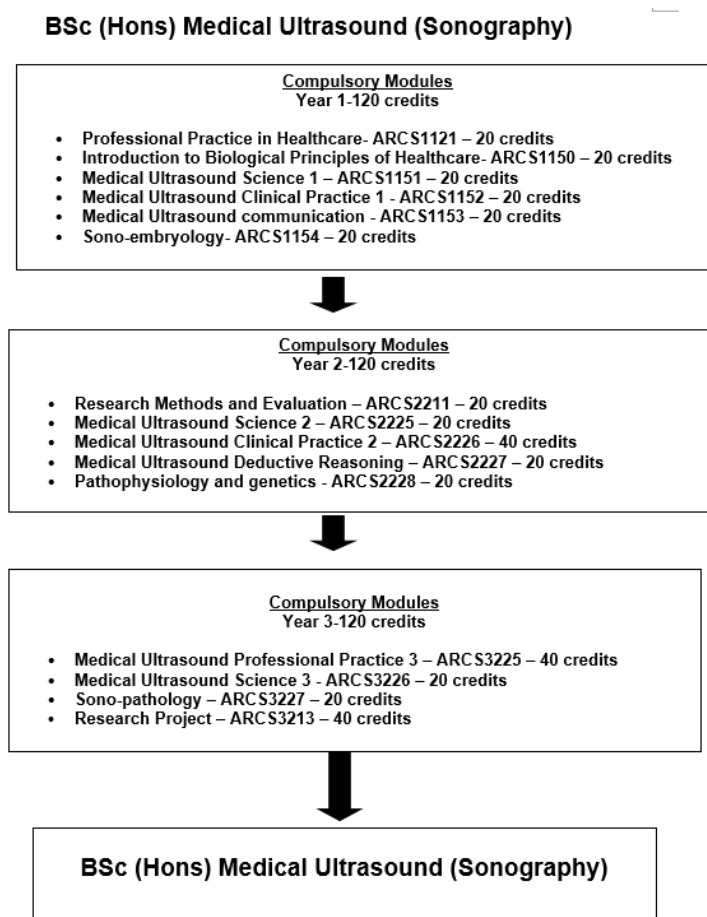 BSc (Hons) Medical Ultrasound (Sonography)
Compulsory Modules
Year 1-120 credits
• Professional Practice in Healthcare- ARCS1121 – 20 credits
• Introduction to Biological Principles of Healthcare- ARCS1150 – 20 credits
• Medical Ultrasound Science 1 – ARCS1151 – 20 credits
• Medical Ultrasound Clinical Practice 1 - ARCS1152 – 20 credits
• Medical Ultrasound communication - ARCS1153 – 20 credits
• Sono-embryology- ARCS1154 – 20 credits
Compulsory Modules
Year 2-120 credits
• Research Methods and Evaluation – ARCS2211 – 20 credits
• Medical Ultrasound Science 2 – ARCS2225 – 20 credits
• Medical Ultrasound Clinical Practice 2 – ARCS2226 – 40 credits
• Medical Ultrasound Deductive Reasoning – ARCS2227 – 20 credits
• Pathophysiology and genetics - ARCS2228 – 20 credits
Compulsory Modules
Year 3-120 credits
• Medical Ultrasound Professional Practice 3 – ARCS3225 – 40 credits
• Medical Ultrasound Science 3 - ARCS3226 – 20 credits
• Sono-pathology – ARCS3227 – 20 credits
• Research Project – ARCS3213 – 40 credits
BSc (Hons) Medical Ultrasound (Sonography)